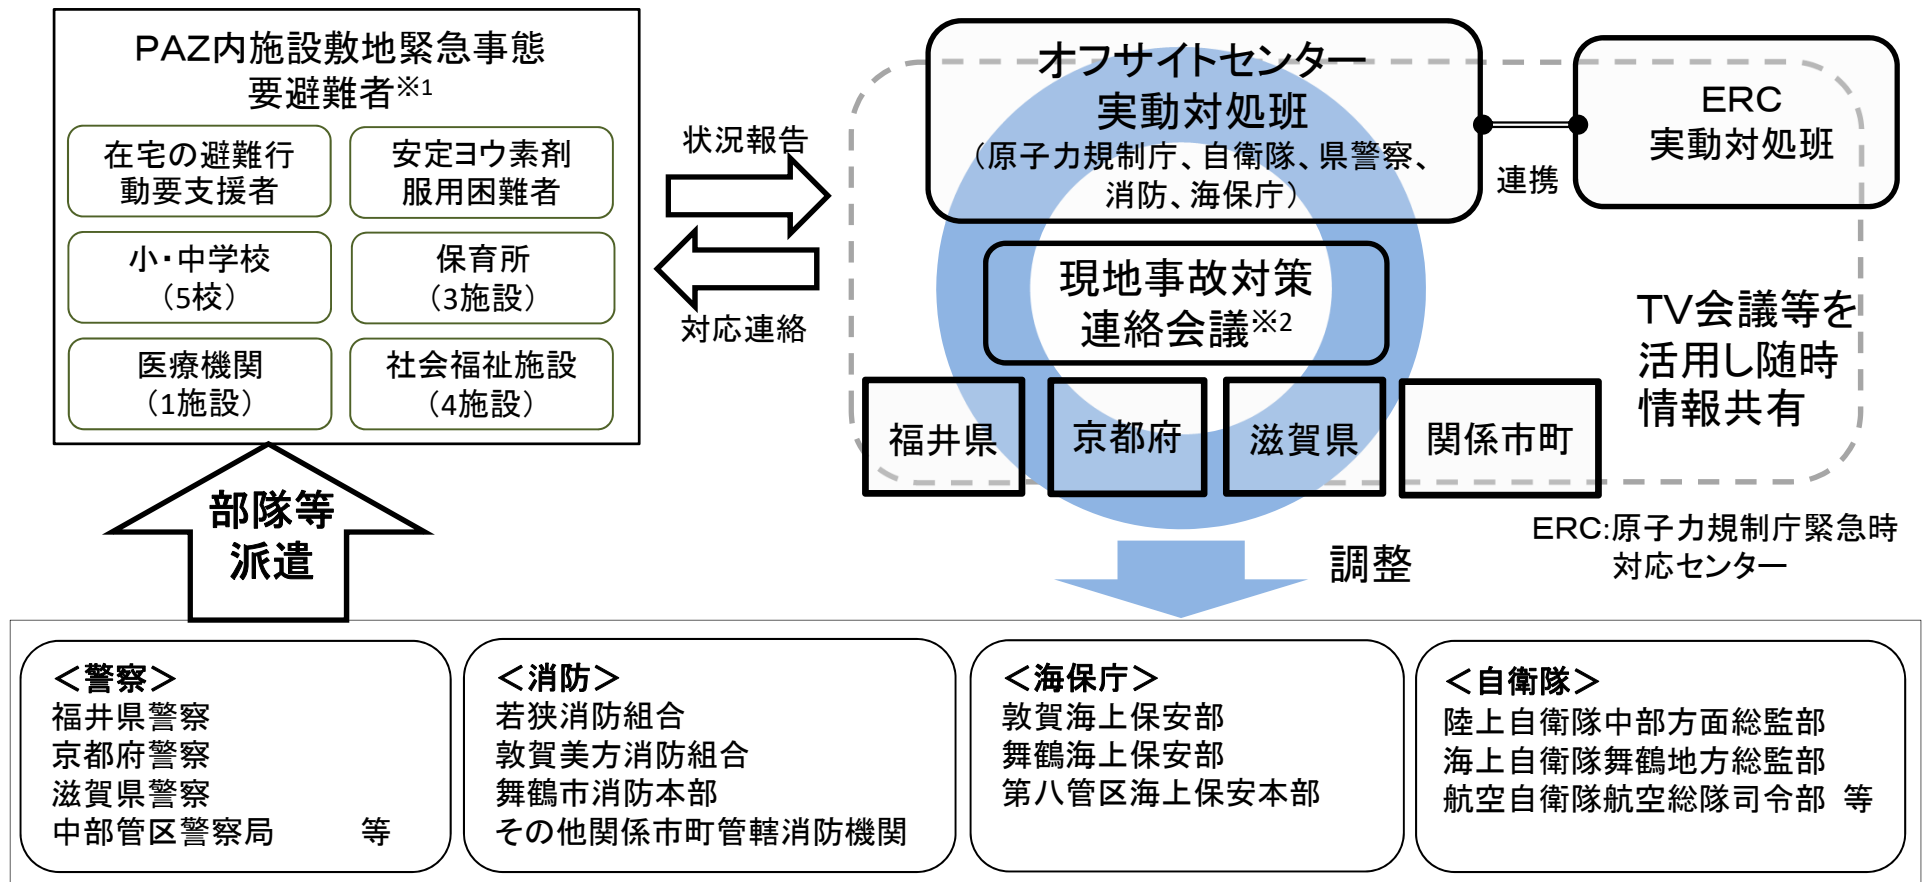 PAZ内施設敷地緊急事態
要避難者※1
在宅の避難行
動要支援者
安定ヨウ素剤
服用困難者
小・中学校
（5校）
保育所
（3施設）
医療機関
（1施設）
社会福祉施設
（4施設）
状況報告
対応連絡
オフサイトセンター
実動対処班
（原子力規制庁、自衛隊、県警察、
消防、海保庁）
連携
ERC
実動対処班
現地事故対策
連絡会議※2
TV会議等を
活用し随時
情報共有
福井県
京都府
滋賀県
関係市町
ERC:原子力規制庁緊急時
対応センター
部隊等
派遣
調整
＜警察＞
福井県警察
京都府警察
滋賀県警察
中部管区警察局　　　等
＜消防＞
若狭消防組合
敦賀美方消防組合
舞鶴市消防本部
その他関係市町管轄消防機関
＜海保庁＞
敦賀海上保安部
舞鶴海上保安部
第八管区海上保安本部
＜自衛隊＞
陸上自衛隊中部方面総監部
海上自衛隊舞鶴地方総監部
航空自衛隊航空総隊司令部 等